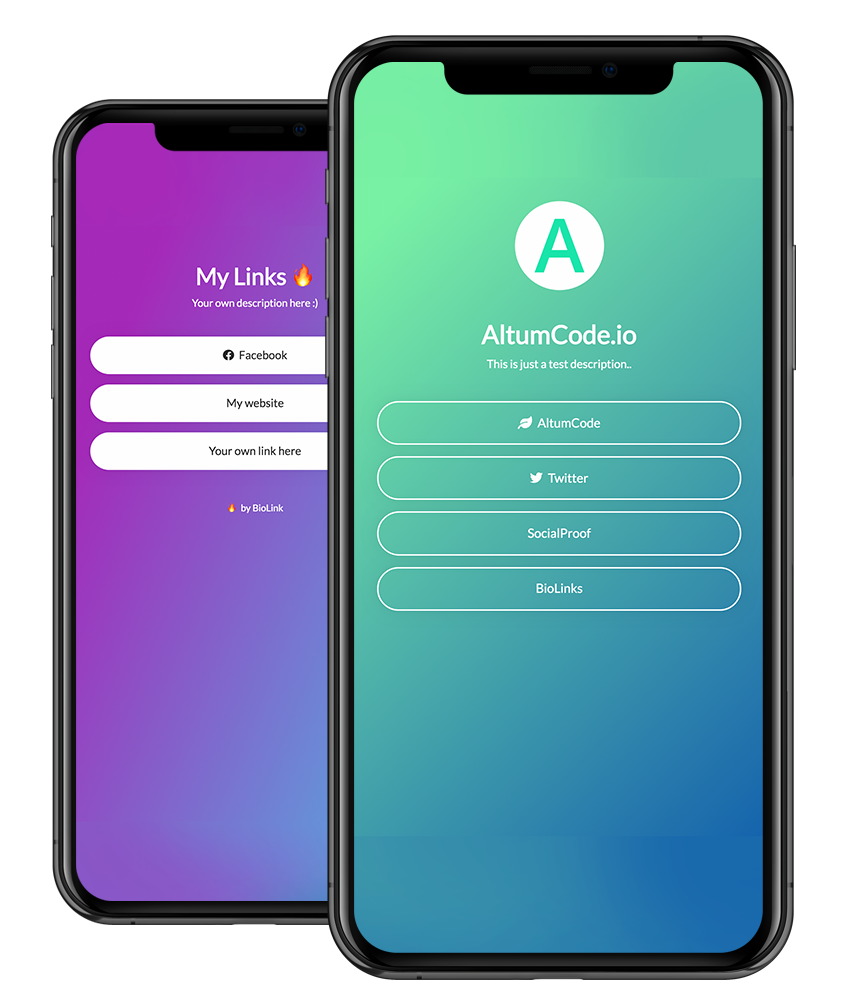 My Links 🔥
Your own description here :)
Facebook
My website
Your own link here
🔥 by BioLink
A
AltumCode.io
This is just a test description..
AltumCode
Twitter
SocialProof
BioLinks